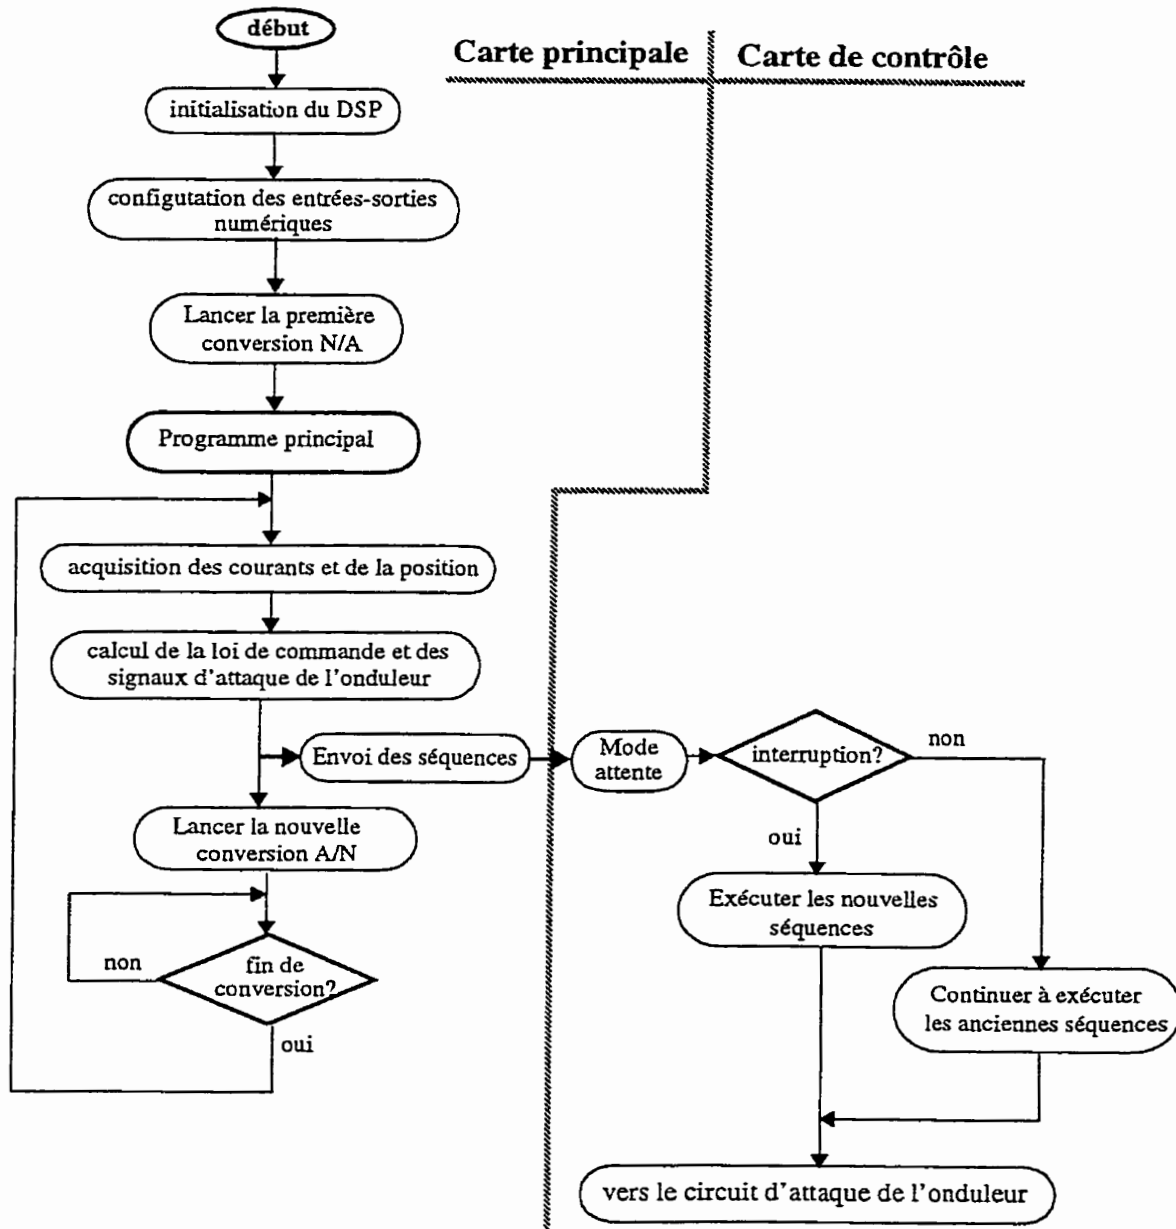 début
Carte principale
Carte de contrôle
initialisation du DSP
configutation des entrées-sorties
numériques
Lancer la première
conversion N/A
Programme principal
acquisition des courants et de la position
calcul de la loi de commande et des
signaux d'attaque de l'onduleur
Envoi des séquences
Mode
attente
interruption?
non
oui
Lancer la nouvelle
conversion A/N
Exécuter les nouvelles
séquences
non
fin de
conversion?
oui
Continuer à exécuter
les anciennes séquences
vers le circuit d'attaque de l'onduleur